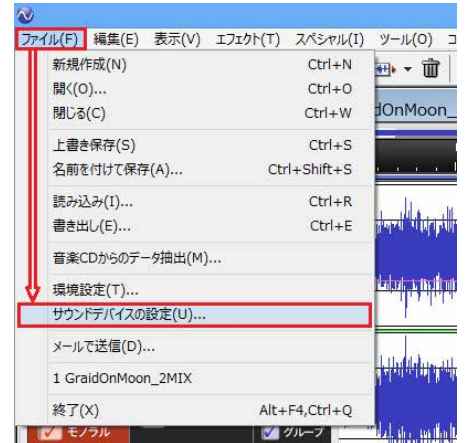 ファイル(F) 編集(E) 表示(V) エフェクト(T) スペシャル(I) ツール(O)
新規作成(N) Ctrl+N
開く(O)... Ctrl+O
閉じる(C) Ctrl+W
dOnMoon_
上書き保存(S) Ctrl+S
名前を付けて保存(A)... Ctrl+Shift+S
読み込み(I)... Ctrl+R
書き出し(E)... Ctrl+E
音楽CDからのデータ抽出(M)...
環境設定(T)...
サウンドデバイスの設定(U)...
メールで送信(D)...
1 GraidOnMoon_2MIX
終了(X) Alt+F4,Ctrl+Q
モノラル グループ